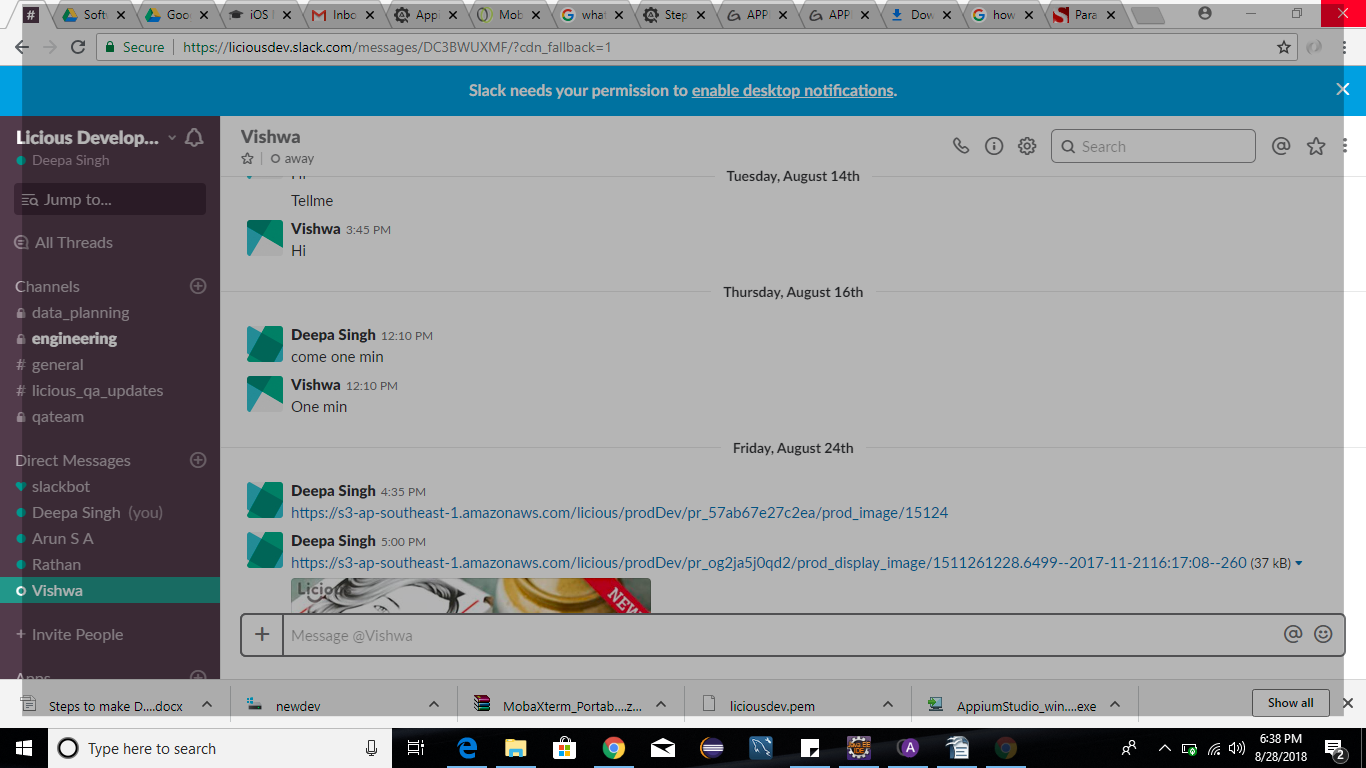 Soft
Goo
iOS
Inbo
App
Mob
wha
Step
APP
APP
Dow
how
Para
Secure
https://liciousdev.slack.com/messages/DC3BWUXMF/?cdn_fallback=1
Slack needs your permission to enable desktop notifications.
Licious Develop...
Deepa Singh
Jump to...
All Threads
Channels
data_planning
engineering
# general
# licious_qa_updates
qateam
Direct Messages
slackbot
Deepa Singh (you)
Arun S A
Rathan
Vishwa
+ Invite People
Apps
Vishwa
away
Search
Hi
Tuesday, August 14th
Tellme
Vishwa 3:45 PM
Hi
Thursday, August 16th
Deepa Singh 12:10 PM
come one min
Vishwa 12:10 PM
One min
Friday, August 24th
Deepa Singh 4:35 PM
https://s3-ap-southeast-1.amazonaws.com/licious/prodDev/pr_57ab67e27c2ea/prod_image/15124
Deepa Singh 5:00 PM
https://s3-ap-southeast-1.amazonaws.com/licious/prodDev/pr_og2ja5j0qd2/prod_display_image/1511261228.6499--2017-11-2116:17:08--260 (37 kB)
Licious
NEW
Message @Vishwa
Steps to make D....docx
newdev
MobaXterm_Portab....z...
liciousdev.pem
AppiumStudio_win....exe
Show all
Type here to search
6:38 PM
8/28/2018
2